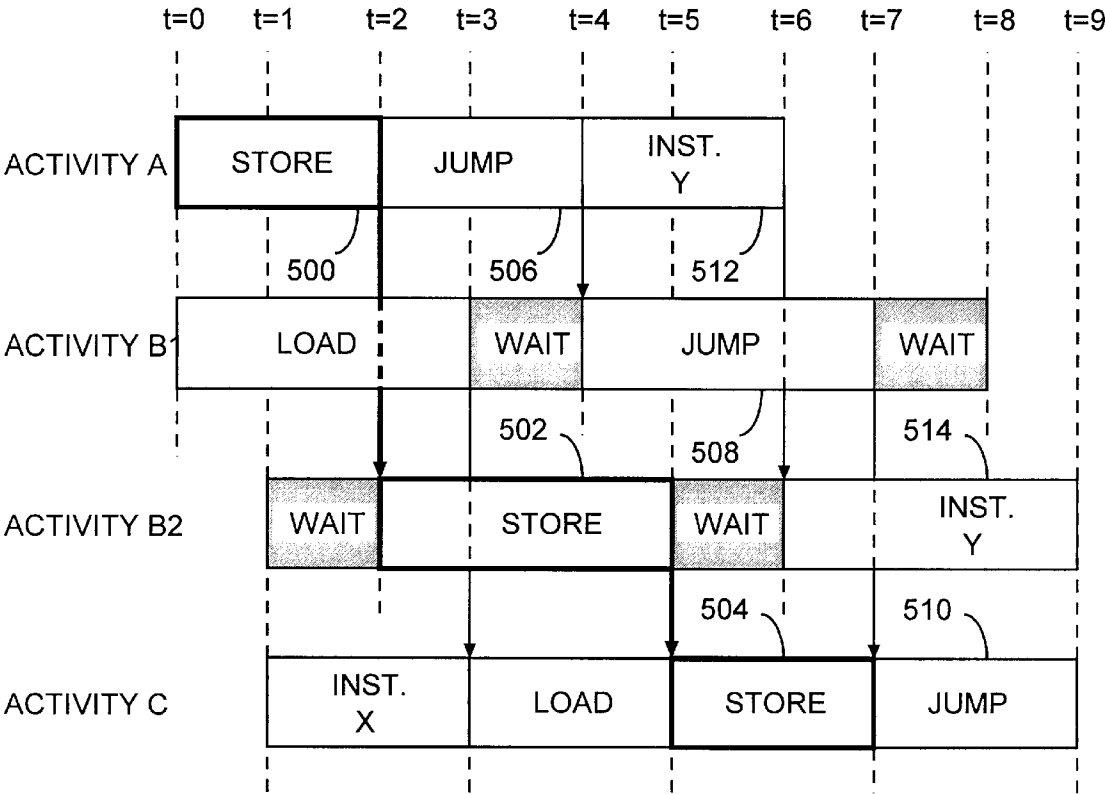 t=0 t=1 t=2 t=3 t=4 t=5 t=6 t=7 t=8 t=9
ACTIVITY A STORE JUMP INST.
Y
500 506 512
ACTIVITY B1 LOAD WAIT JUMP WAIT
502 508 514
ACTIVITY B2 WAIT STORE WAIT INST.
Y
504 510
ACTIVITY C INST.
X LOAD STORE JUMP